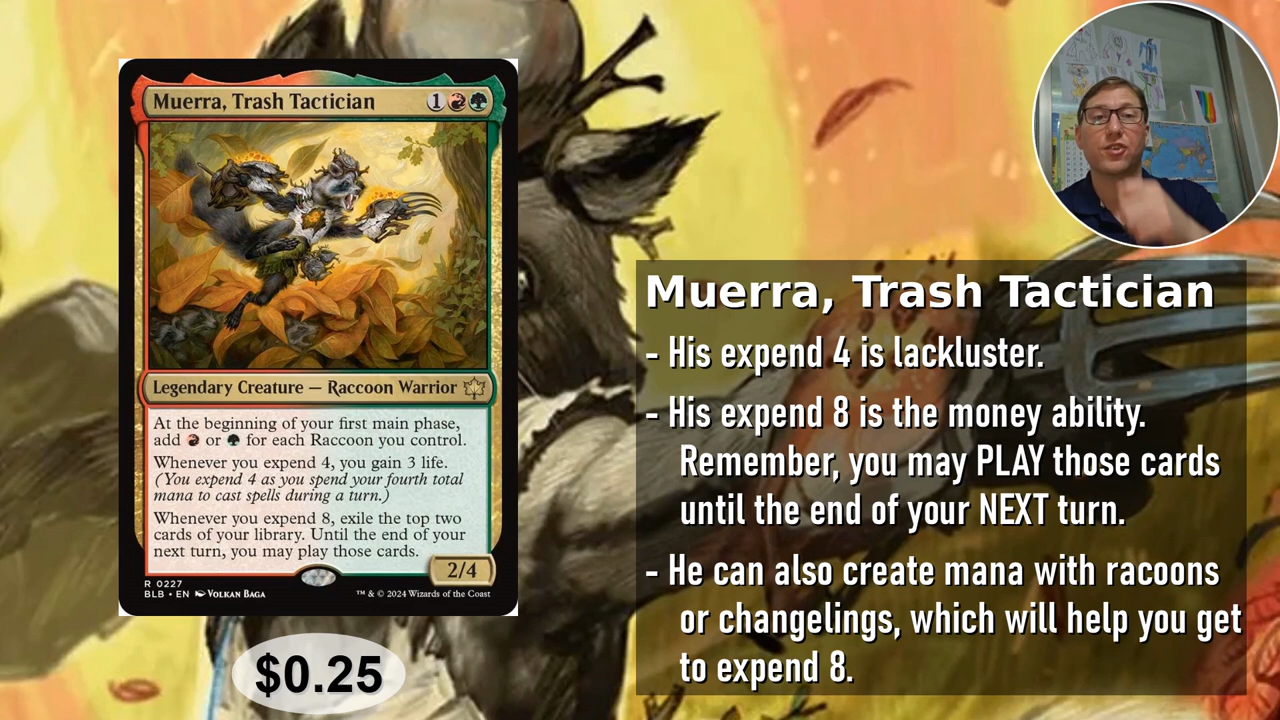 Muerra, Trash Tactician 1
Legendary Creature — Raccoon Warrior
At the beginning of your first main phase,
add or for each Raccoon you control.
Whenever you expend 4, you gain 3 life.
(You expend 4 as you spend your fourth total
mana to cast spells during a turn.)
Whenever you expend 8, exile the top two
cards of your library. Until the end of your
next turn, you may play those cards.
2/4
R 0227
BLB • EN VOLKAN BAGA
™ & © 2024 Wizards of the Coast
$0.25
Muerra, Trash Tactician
- His expend 4 is lackluster.
- His expend 8 is the money ability.
Remember, you may PLAY those cards
until the end of your NEXT turn.
- He can also create mana with racoons
or changelings, which will help you get
to expend 8.